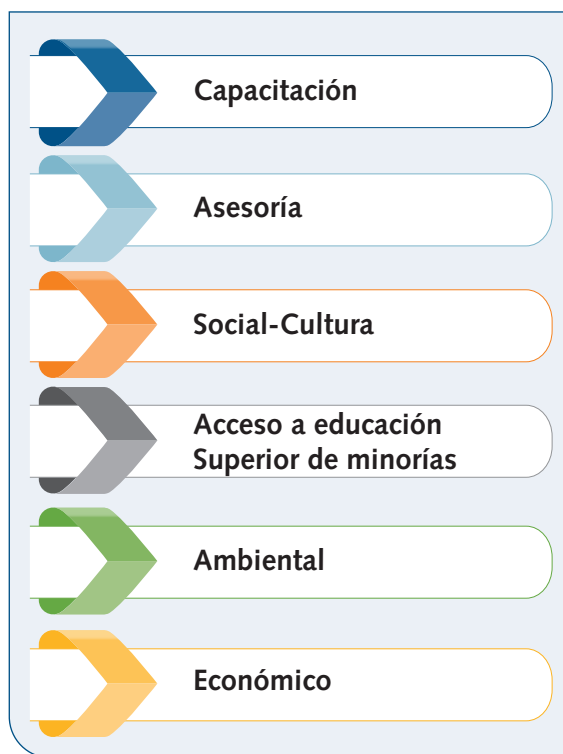 Capacitación
Asesoría
Social-Cultura
Acceso a educación
Superior de minorías
Ambiental
Económico